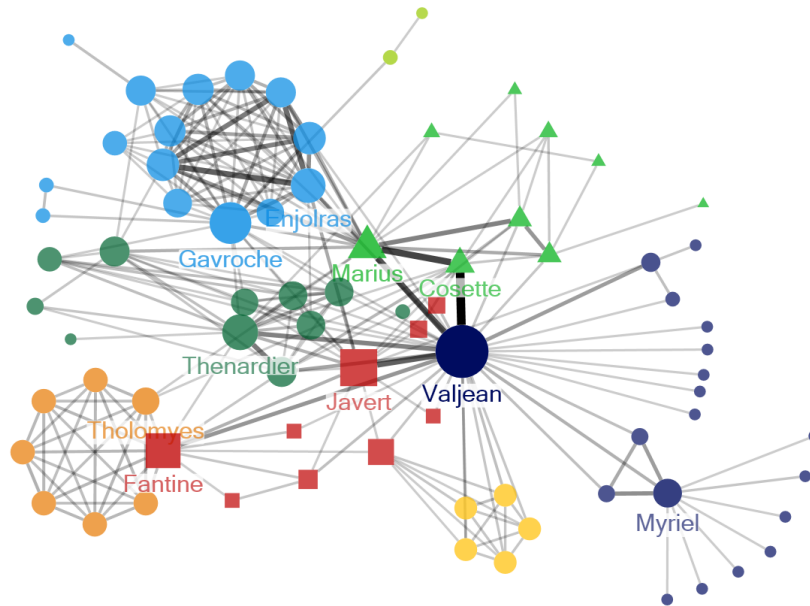 Enjolras
Gavroche
Marius
Cosette
Thenardier
Javert
Valjean
Tholomyes
Fantine
Myriel